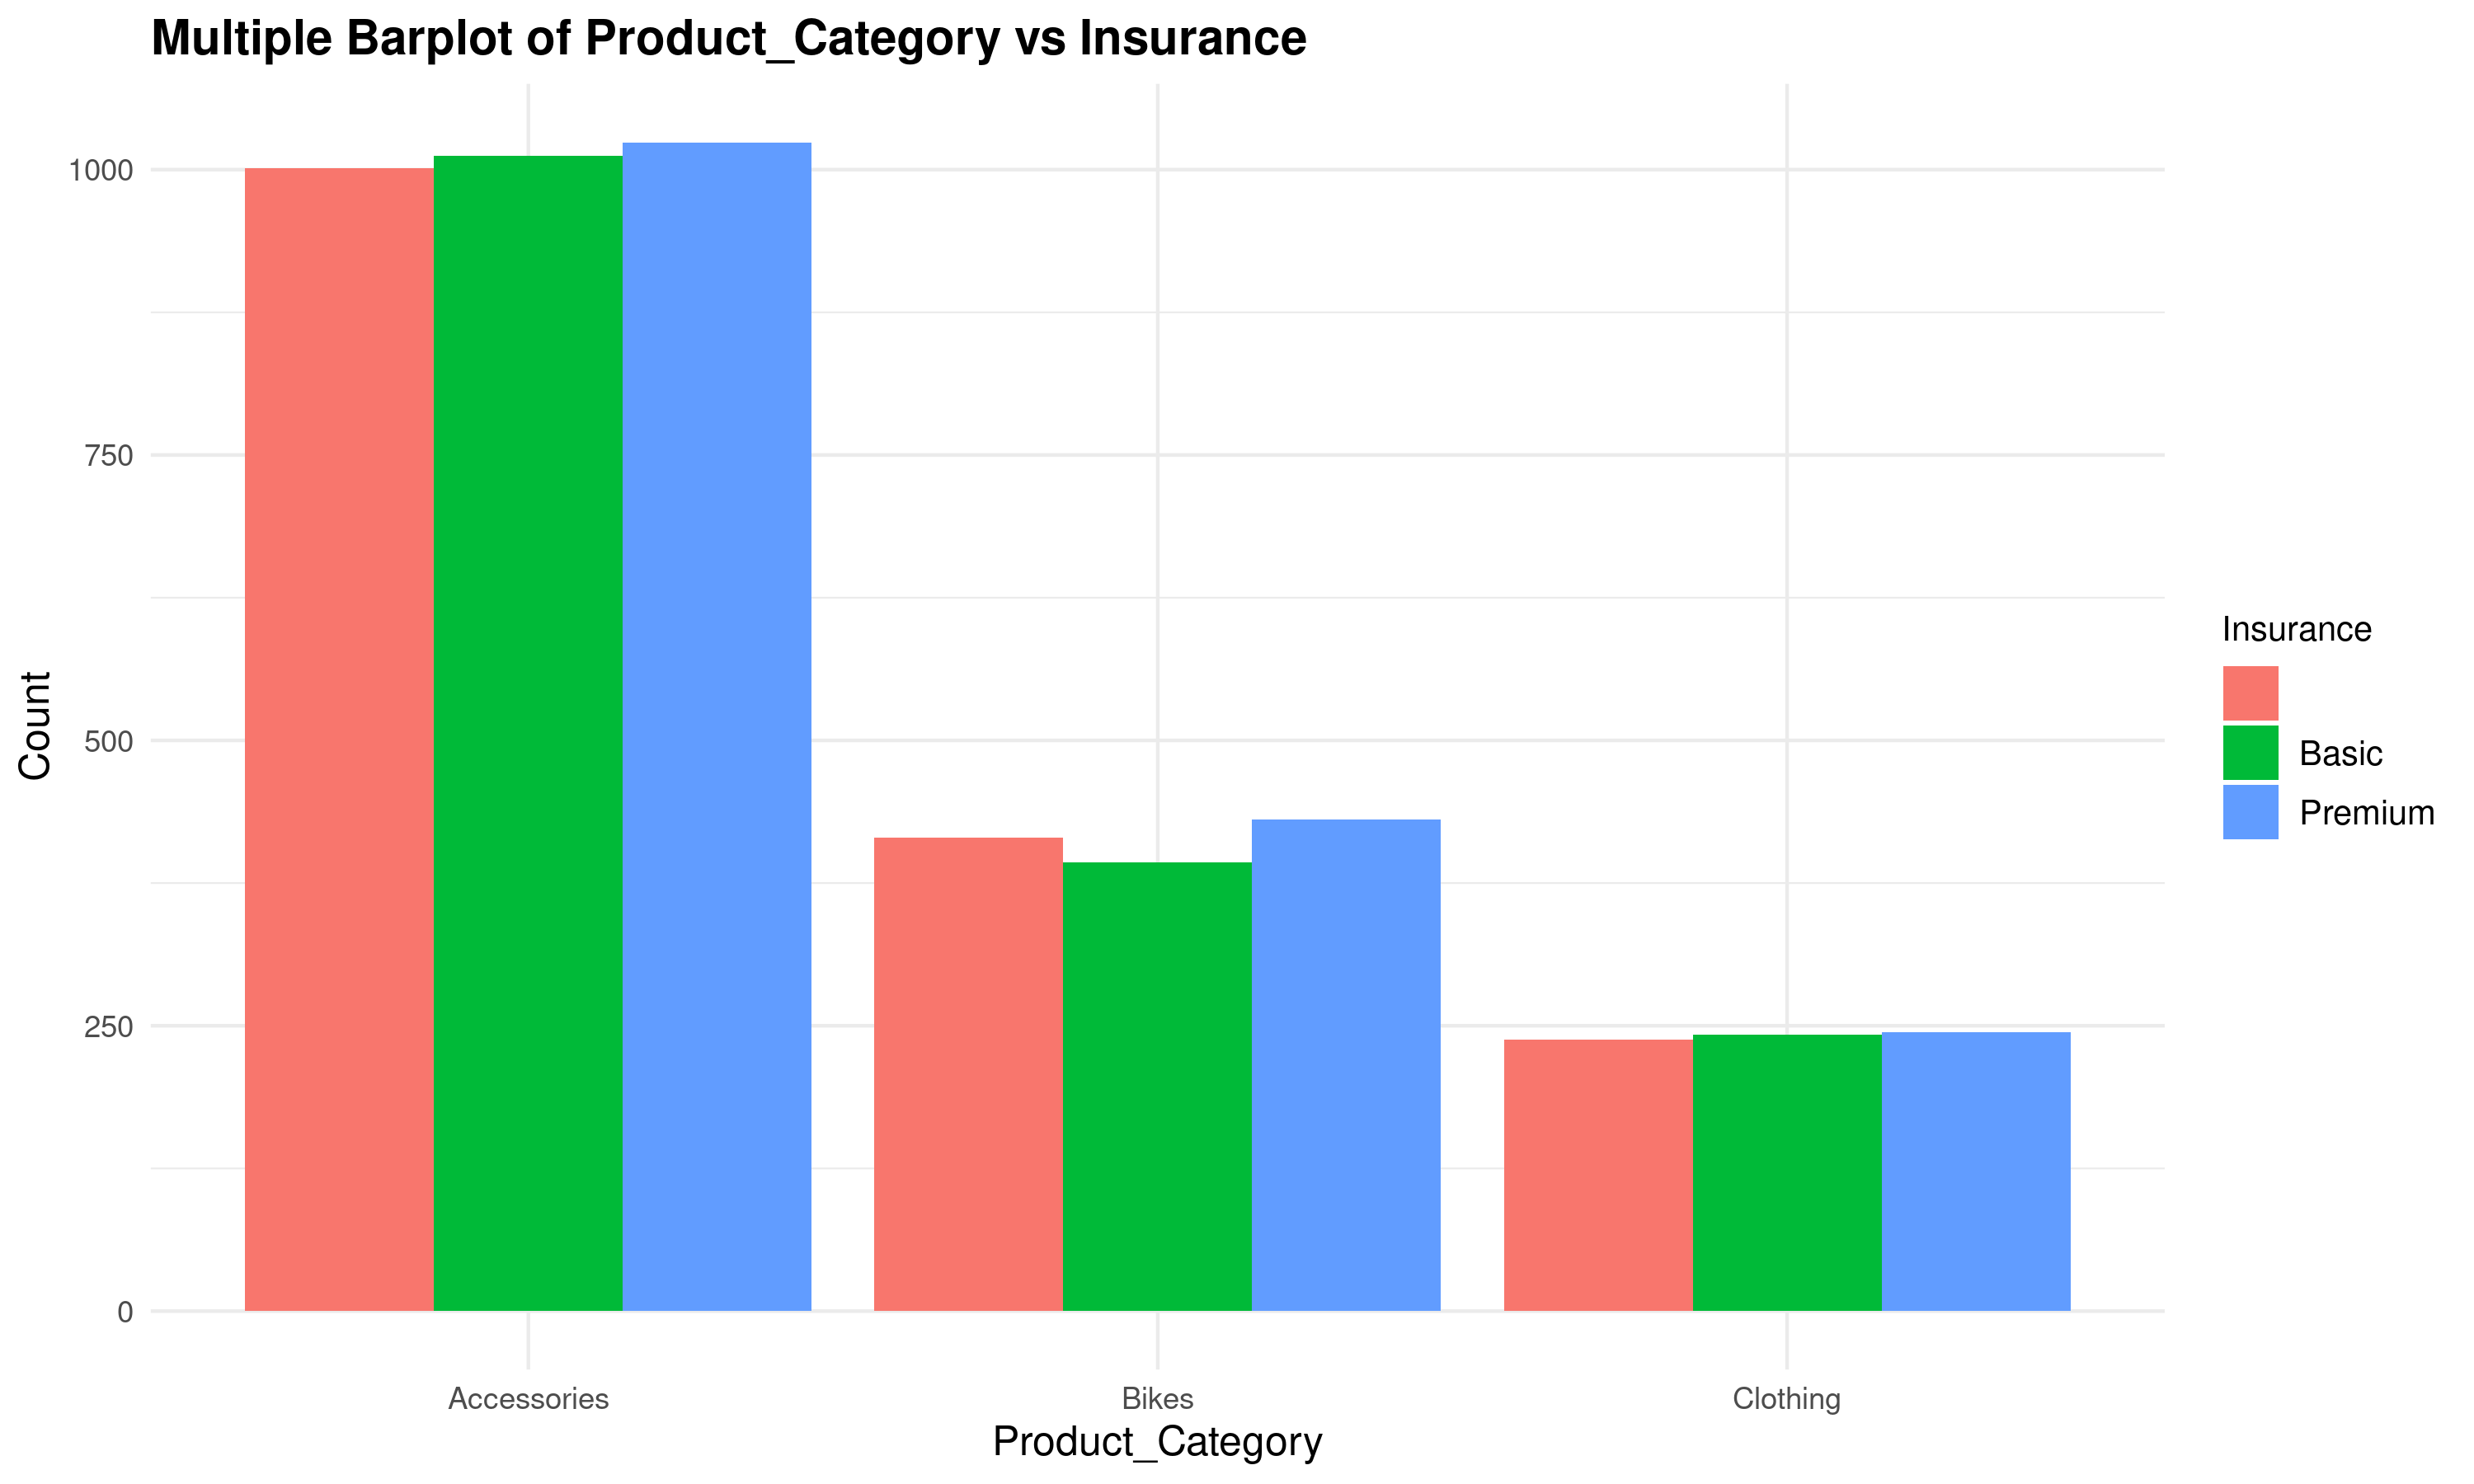 Multiple Barplot of Product_Category vs Insurance
Count
1000
750
500
250
0
Accessories
Bikes
Clothing
Product_Category
Insurance
Basic
Premium